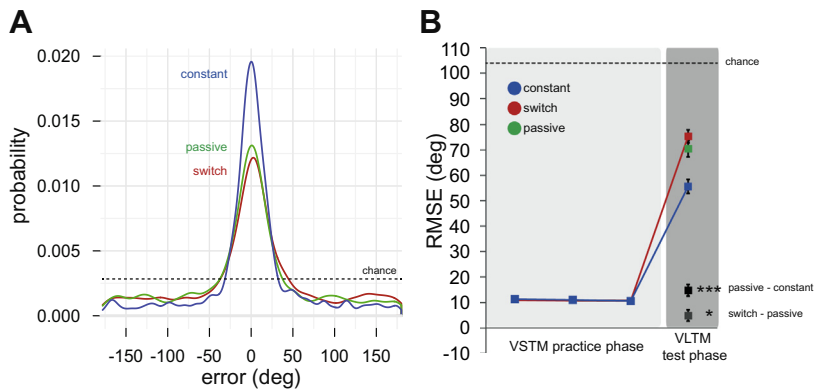 A
0.020
0.015
0.010
0.005
0.000
probability
constant
passive
switch
chance
-150 -100 -50 0 50 100 150
error (deg)
B
110
100
90
80
70
60
50
40
30
20
10
0
-10
RMSE (deg)
chance
constant
switch
passive
*** passive - constant
* switch - passive
VSTM practice phase
VLTM
test phase